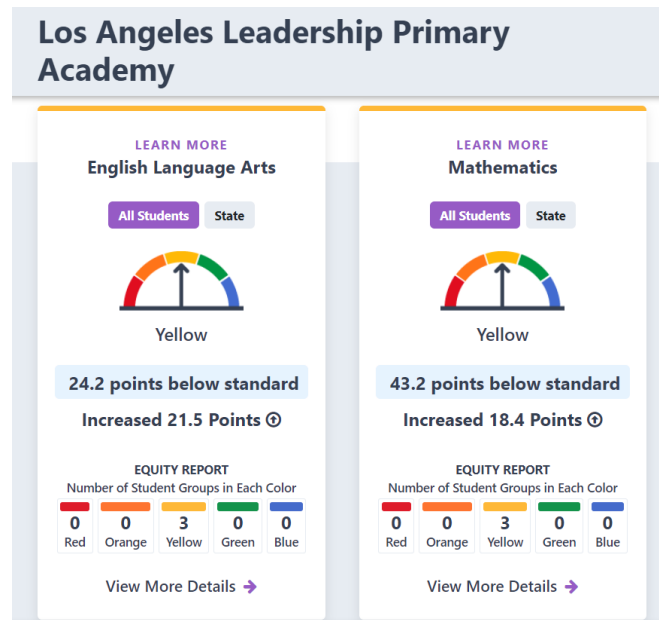 Los Angeles Leadership Primary
Academy
LEARN MORE
English Language Arts
All Students State
Yellow
24.2 points below standard
Increased 21.5 Points
EQUITY REPORT
Number of Student Groups in Each Color
0 0 3 0 0
Red Orange Yellow Green Blue
View More Details
LEARN MORE
Mathematics
All Students State
Yellow
43.2 points below standard
Increased 18.4 Points
EQUITY REPORT
Number of Student Groups in Each Color
0 0 3 0 0
Red Orange Yellow Green Blue
View More Details